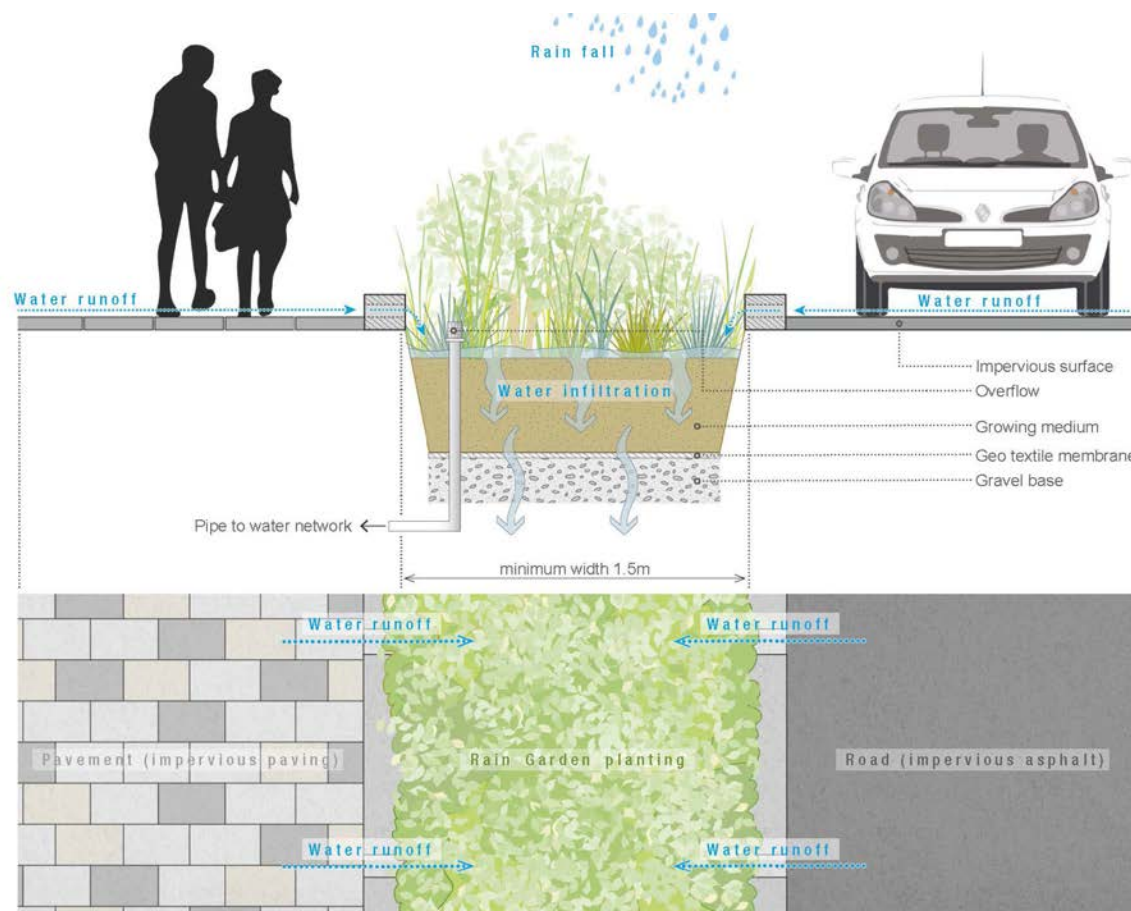 Rain fall
Water runoff
Water runoff
Impervious surface
Water infiltration
Overflow
Growing medium
Geo textile membrane
Gravel base
Pipe to water network
minimum width 1.5m
Water runoff
Water runoff
Pavement (impervious paving)
Rain Garden planting
Road (impervious asphalt)
Water runoff
Water runoff